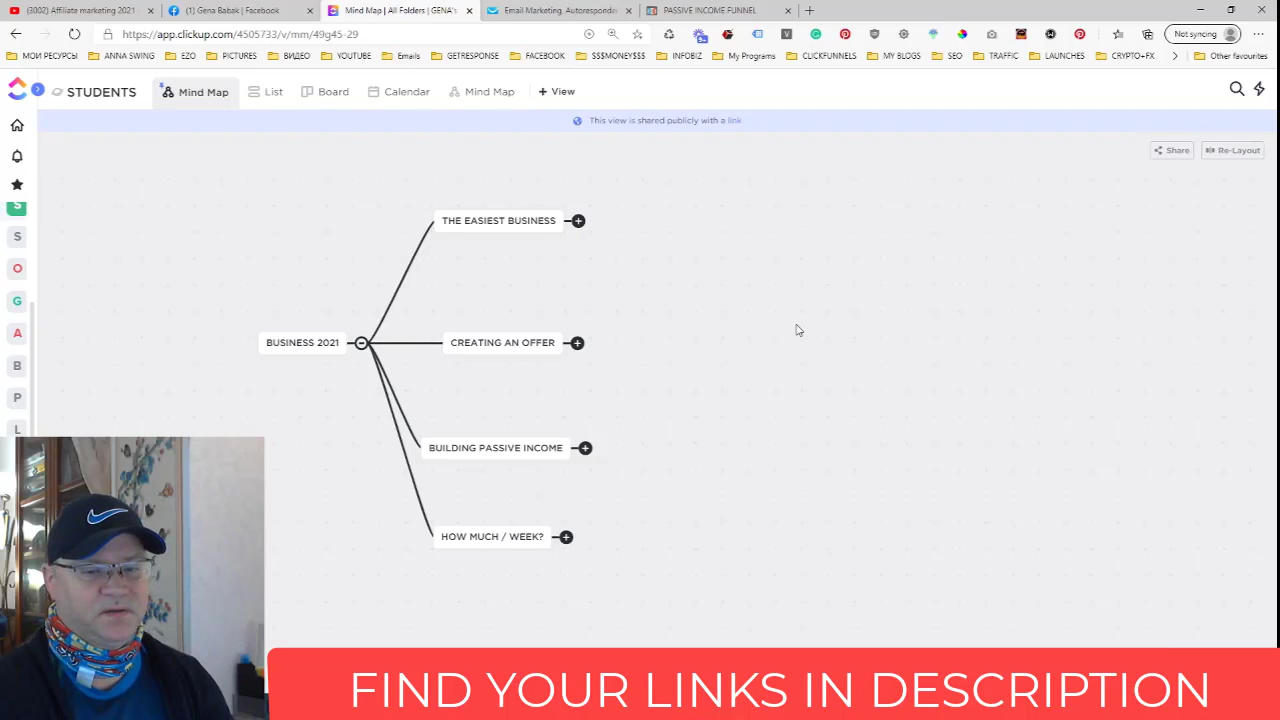 (3002) Affiliate marketing 2021 -
(1) Gena Babak | Facebook
Mind Map | All Folders | GENA's
Email Marketing, Autoresponder
PASSIVE INCOME FUNNEL
https://app.clickup.com/4505733/v/mm/49g45-29
Not syncing
МОИ РЕСУРСЫ
ANNA SWING
EZO
PICTURES
ВИДЕО
YOUTUBE
Emails
GETRESPONSE
FACEBOOK
$$$MONEY$$$
INFOBIZ
My Programs
CLICKFUNNELS
MY BLOGS
SEO
TRAFFIC
LAUNCHES
CRYPTO+FX
Other favourites
STUDENTS
Mind Map
List
Board
Calendar
Mind Map
+ View
This view is shared publicly with a link
Share
Re-Layout
S
S
O
G
A
B
P
L
THE EASIEST BUSINESS
BUSINESS 2021
CREATING AN OFFER
BUILDING PASSIVE INCOME
HOW MUCH / WEEK?
FIND YOUR LINKS IN DESCRIPTION